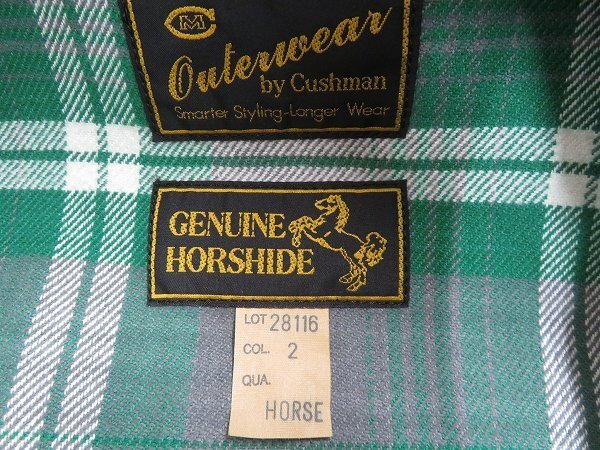 CM
Outerwear
by Cushman
Smarter Styling-Longer Wear
GENUINE
HORSHIDE
LOT 28116
COL. 2
QUA.
HORSE